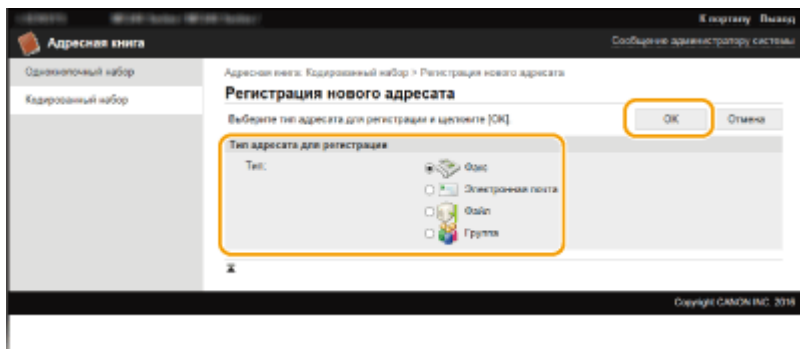 К порталу Выход
Адресная книга
Сообщение администратору системы
Однокнопочный набор
Кодированный набор
Адресная книга: Кодированный набор > Регистрация нового адресата
Регистрация нового адресата
Выберите тип адресата для регистрации и щелкните [OK].
OK
Отмена
Тип адресата для регистрации
Тип:
Факс
Электронная почта
Файл
Группа
Copyright CANON INC. 2016